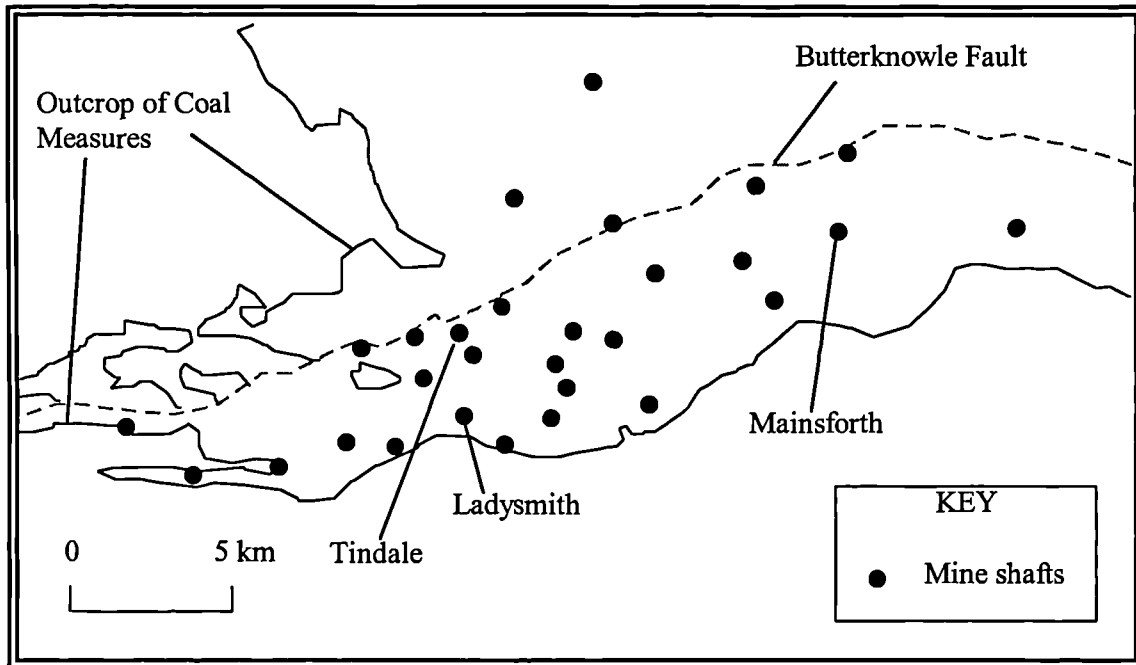 Butterknowle Fault
Outcrop of Coal
Measures
Mainsforth
Ladysmith
Tindale
0 5 km
KEY
Mine shafts